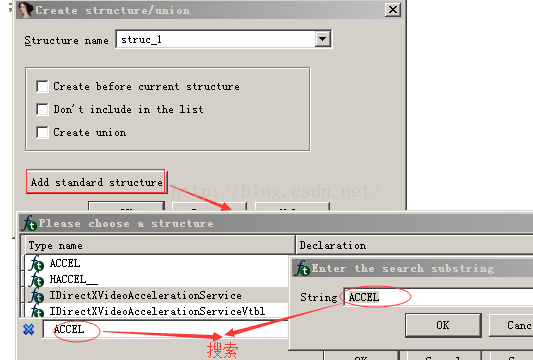 Create structure/union
Structure name struc_1
Create before current structure
Don't include in the list
Create union
Add standard structure
http://blog.csdn.net/
Please choose a structure
Type name Declaration
ACCEL
HACCEL__
IDirectXVideoAccelerationService
IDirectXVideoAccelerationServiceVtbl
Enter the search substring
String ACCEL
OK Canc
ACCEL
搜索